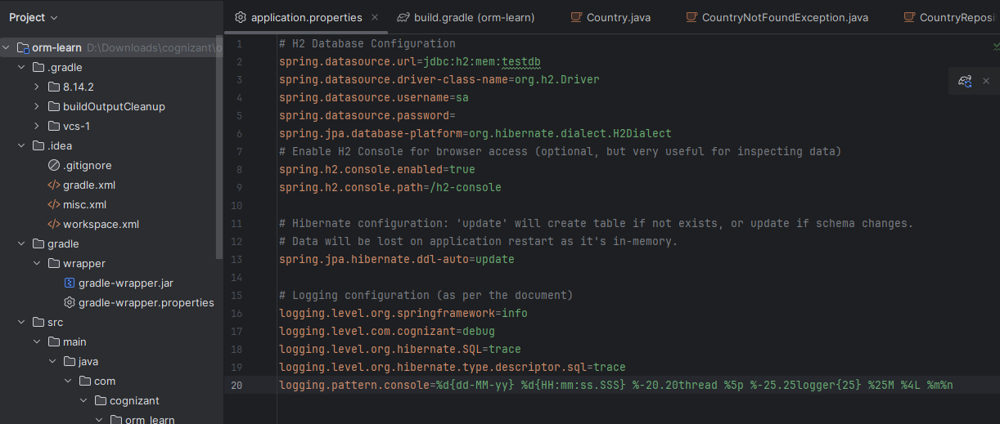 Project
application.properties
build.gradle (orm-learn)
Country.java
CountryNotFoundException.java
CountryReposi
orm-learn D:\Downloads\cognizant\o
.gradle
8.14.2
buildOutputCleanup
vcs-1
.idea
.gitignore
gradle.xml
misc.xml
workspace.xml
gradle
wrapper
gradle-wrapper.jar
gradle-wrapper.properties
src
main
java
com
cognizant
orm_learn
1 # H2 Database Configuration
2 spring.datasource.url=jdbc:h2:mem:testdb
3 spring.datasource.driver-class-name=org.h2.Driver
4 spring.datasource.username=sa
5 spring.datasource.password=
6 spring.jpa.database-platform=org.hibernate.dialect.H2Dialect
7 # Enable H2 Console for browser access (optional, but very useful for inspecting data)
8 spring.h2.console.enabled=true
9 spring.h2.console.path=/h2-console
10
11 # Hibernate configuration: 'update' will create table if not exists, or update if schema changes.
12 # Data will be lost on application restart as it's in-memory.
13 spring.jpa.hibernate.ddl-auto=update
14
15 # Logging configuration (as per the document)
16 logging.level.org.springframework=info
17 logging.level.com.cognizant=debug
18 logging.level.org.hibernate.SQL=trace
19 logging.level.org.hibernate.type.descriptor.sql=trace
20 logging.pattern.console=%d{dd-MM-yy} %d{HH:mm:ss.SSS} %-20.20thread %5p %-25.25logger{25} %25M %4L %m%n